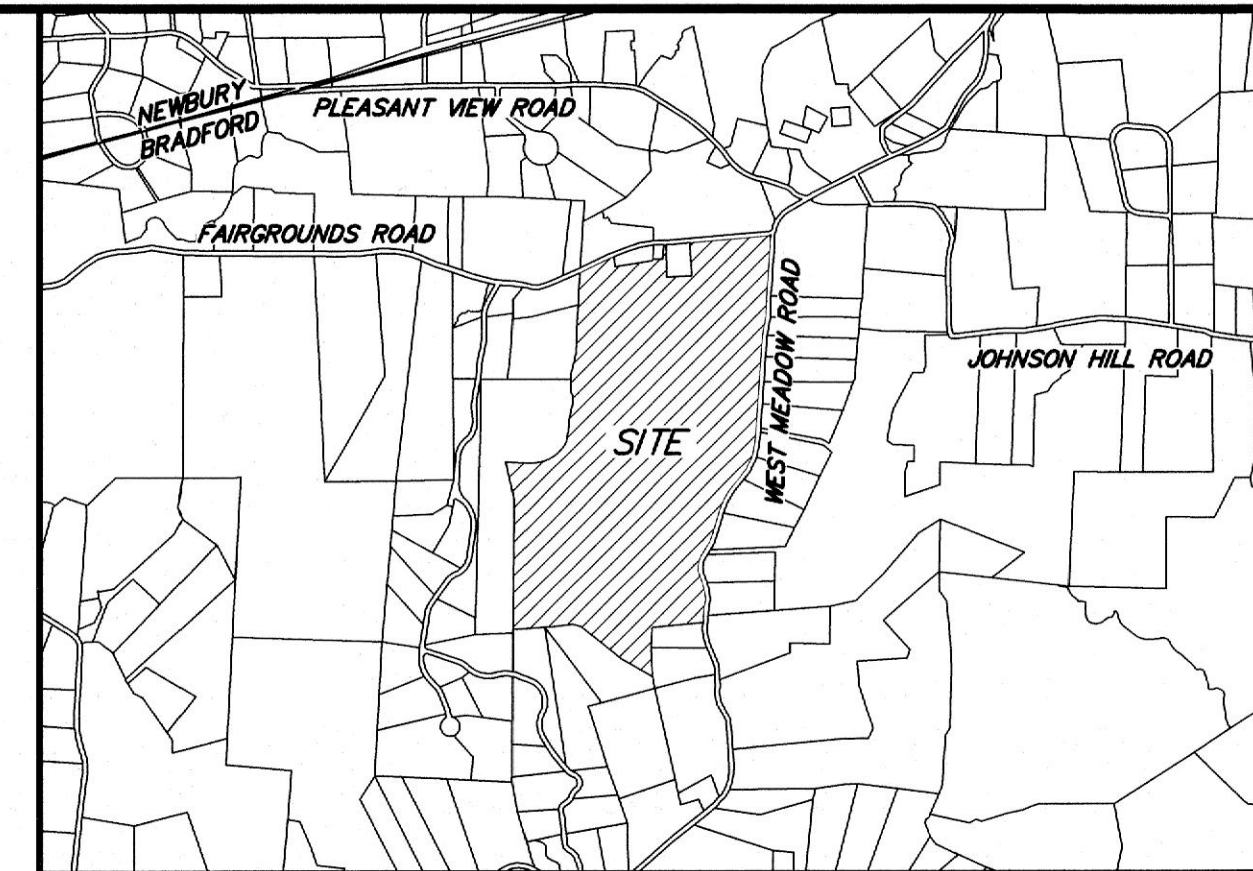 NEWBURY
BRADFORD
PLEASANT VIEW ROAD
FAIRGROUNDS ROAD
WEST MEADOW ROAD
JOHNSON HILL ROAD
SITE